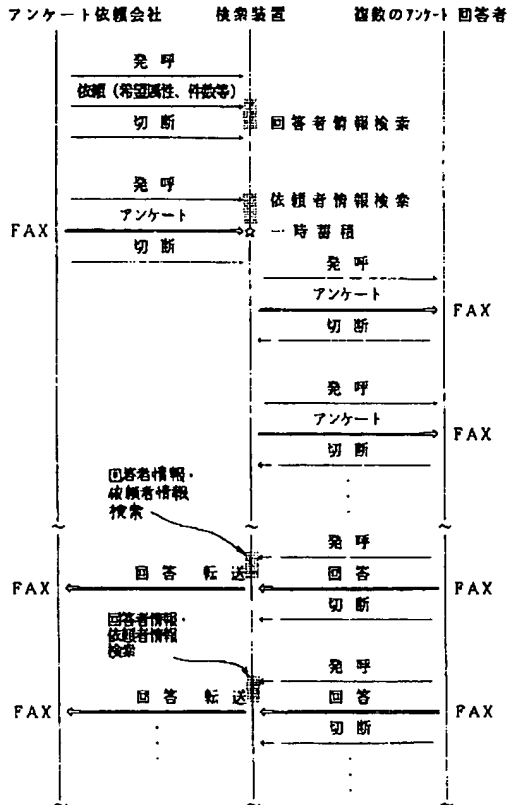 アンケート依頼会社 検索装置 複数のアンケート回答者
発呼
依頼(希望属性、件数等)
切断
回答者情報検索
発呼
依頼者情報検索
アンケート
FAX
一時蓄積
切断
発呼
アンケート
FAX
切断
発呼
アンケート
FAX
切断
回答者情報・
依頼者情報
検索
発呼
回答 転送
回答
FAX
FAX
切断
回答者情報・
依頼者情報
検索
発呼
回答 転送
回答
FAX
FAX
切断